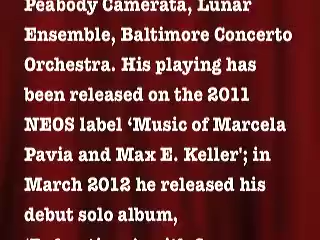 Peabody Camerata, Lunar
Ensemble, Baltimore Concerto
Orchestra. His playing has
been released on the 2011
NEOS label ‘Music of Marcela
Pavia and Max E. Keller'; in
March 2012 he released his
debut solo album,